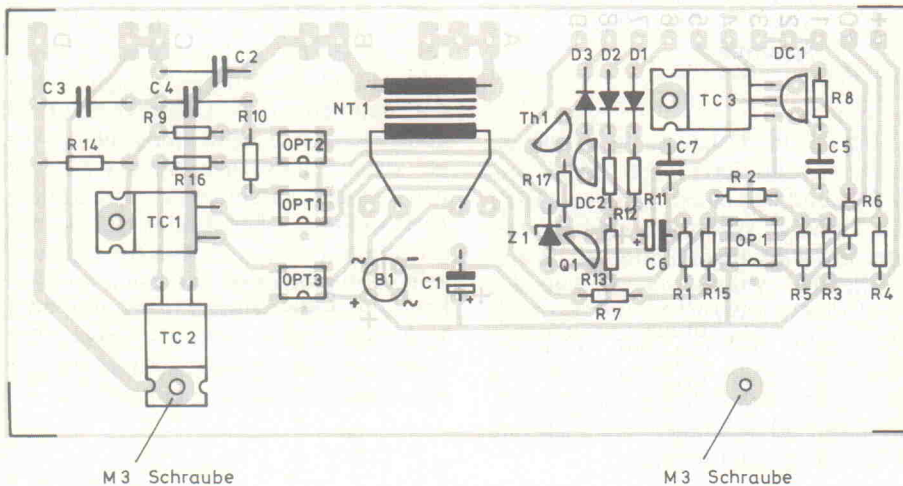 D C B A B 8 7 6 5 4 3 2 1 0 +
D3 D2 D1 DC1
C2
C3 C4 NT1 TC3 R8
R9 R10 Th1
OPT2 C7 C5
R14 R16 R17 DC2 R11 R2 R6
TC1 OPT1 R12
Z1 OP1
Q1 C6
OPT3 B1 C1 R13 R1 R15 R5 R3 R4
~ - + ~ + +
R7
TC2
M3 Schraube M3 Schraube